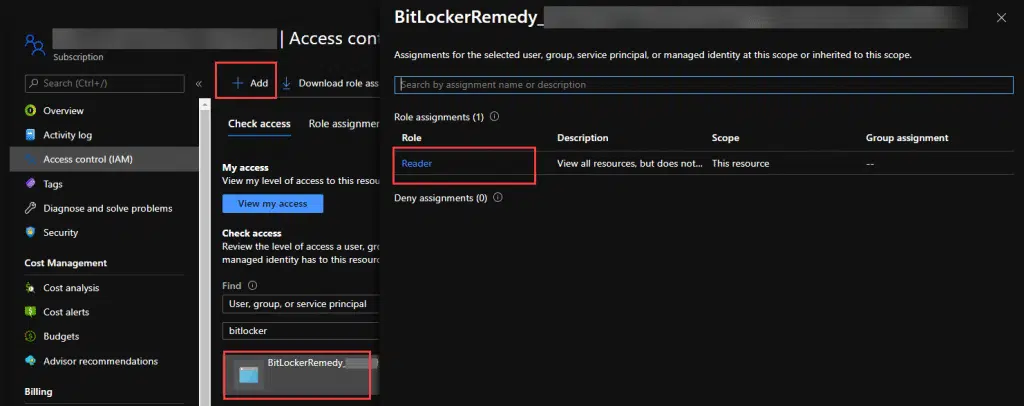 | Access contr
Subscription
Search (Ctrl+/)
«
Overview
Activity log
Access control (IAM)
Tags
Diagnose and solve problems
Security
Cost Management
Cost analysis
Cost alerts
Budgets
Advisor recommendations
Billing
+ Add
Download role ass
Check access
Role assignment
My access
View my level of access to this resou
View my access
Check access
Review the level of access a user, gro
managed identity has to this resourc
Find
User, group, or service principal
bitlocker
BitLockerRemedy_
BitLockerRemedy_
Assignments for the selected user, group, service principal, or managed identity at this scope or inherited to this scope.
Search by assignment name or description
Role assignments (1)
Role Description Scope Group assignment
Reader View all resources, but does not... This resource --
Deny assignments (0)